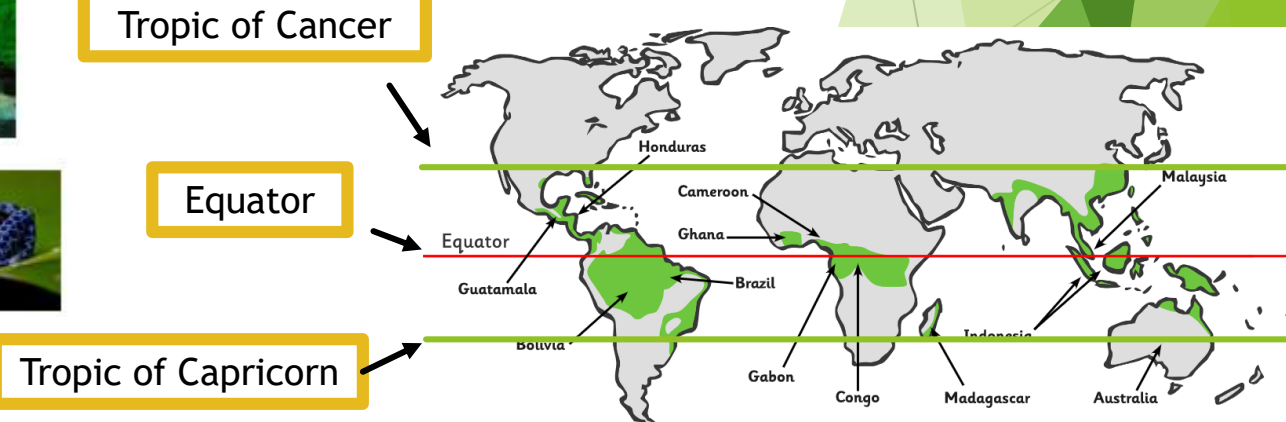 Tropic of Cancer
Honduras
Malaysia
Cameroon
Equator
Ghana
Equator
Guatamala
Brazil
Indonesia
Bolivia
Tropic of Capricorn
Gabon
Congo
Madagascar
Australia